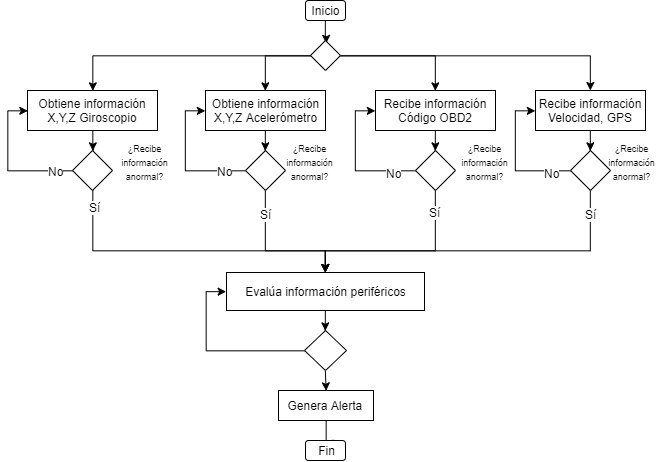 Inicio
Obtiene información
X,Y,Z Giroscopio
Obtiene información
X,Y,Z Acelerómetro
Recibe información
Código OBD2
Recibe información
Velocidad, GPS
¿Recibe
información
anormal?
No
Sí
¿Recibe
información
anormal?
No
Sí
¿Recibe
información
anormal?
No
Sí
¿Recibe
información
anormal?
No
Sí
Evalúa información periféricos
Genera Alerta
Fin